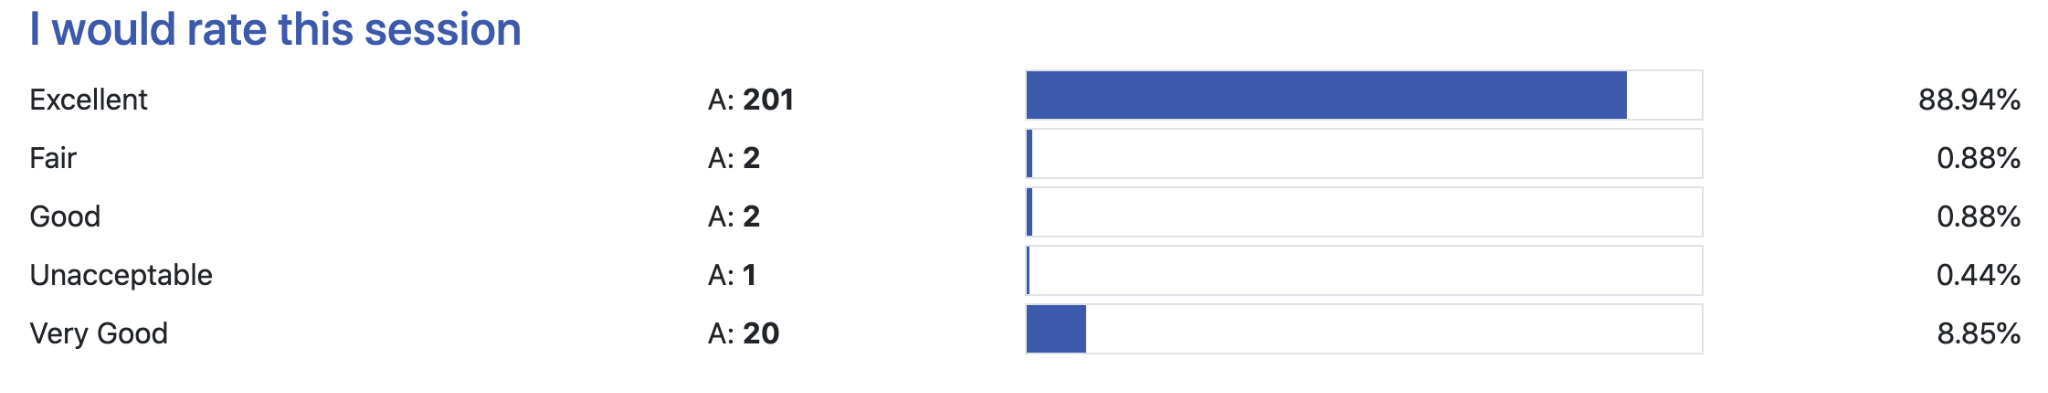 I would rate this session
Excellent A: 201 88.94%
Fair A: 2 0.88%
Good A: 2 0.88%
Unacceptable A: 1 0.44%
Very Good A: 20 8.85%